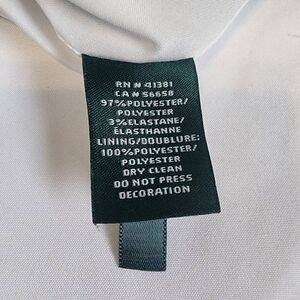 RN # 41381
CA # 56658
97% POLYESTER/
POLYESTER
3% ELASTANE/
ÉLASTHANNE
LINING/DOUBLURE:
100% POLYESTER/
POLYESTER
DRY CLEAN
DO NOT PRESS
DECORATION